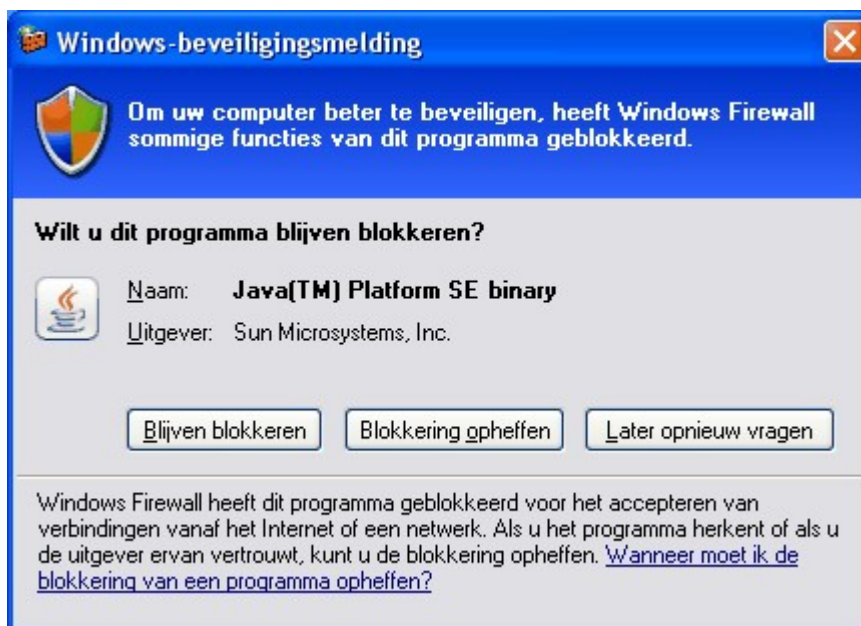 Windows-beveiligingsmelding
Om uw computer beter te beveiligen, heeft Windows Firewall
sommige functies van dit programma geblokkeerd.
Wilt u dit programma blijven blokkeren?
Naam: Java(TM) Platform SE binary
Uitgever: Sun Microsystems, Inc.
Blijven blokkeren Blokkering opheffen Later opnieuw vragen
Windows Firewall heeft dit programma geblokkeerd voor het accepteren van
verbindingen vanaf het Internet of een netwerk. Als u het programma herkent of als u
de uitgever ervan vertrouwt, kunt u de blokkering opheffen. Wanneer moet ik de
blokkering van een programma opheffen?